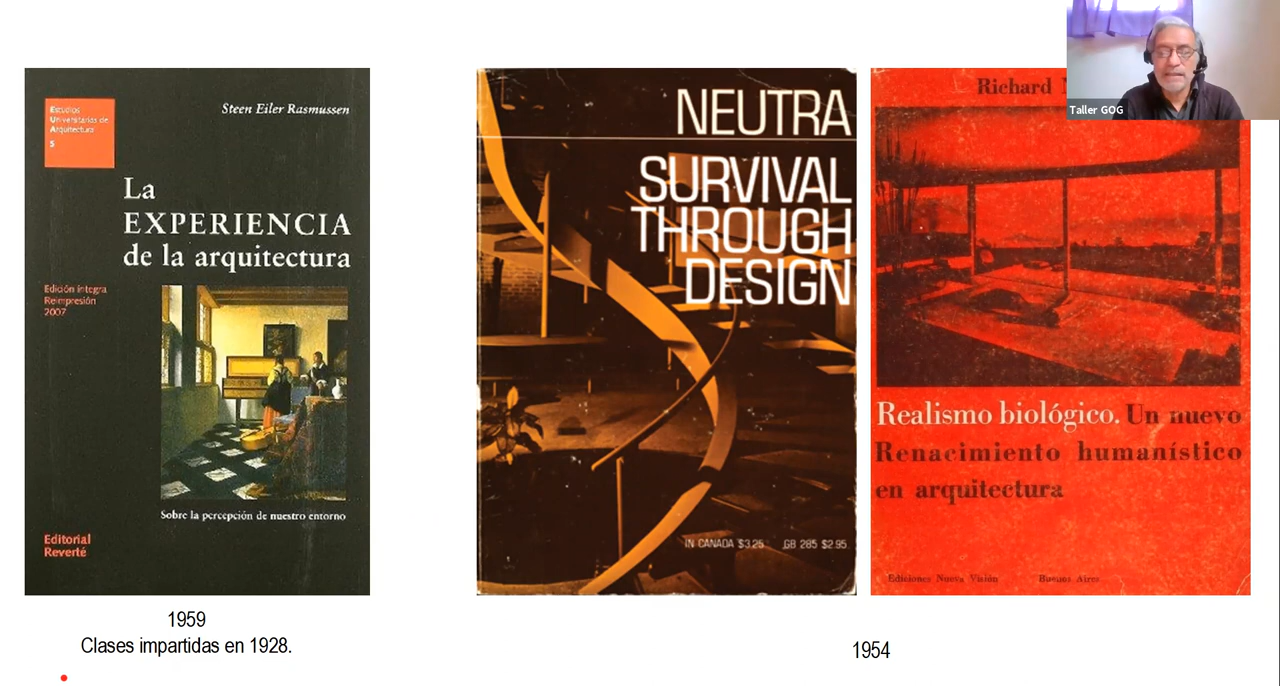 Estudios
Universitarios de
Arquitectura
5
Steen Eiler Rasmussen
La
EXPERIENCIA
de la arquitectura
Edición íntegra
Reimpresión
2007
Sobre la percepción de nuestro entorno
Editorial
Reverté
1959
Clases impartidas en 1928.
NEUTRA
SURVIVAL
THROUGH
DESIGN
IN CANADA $3.25 GB 285 $2.95
Richard
Realismo biológico. Un nuevo
Renacimiento humanístico
en arquitectura
Ediciones Nueva Visión Buenos Aires
1954
Taller GOG